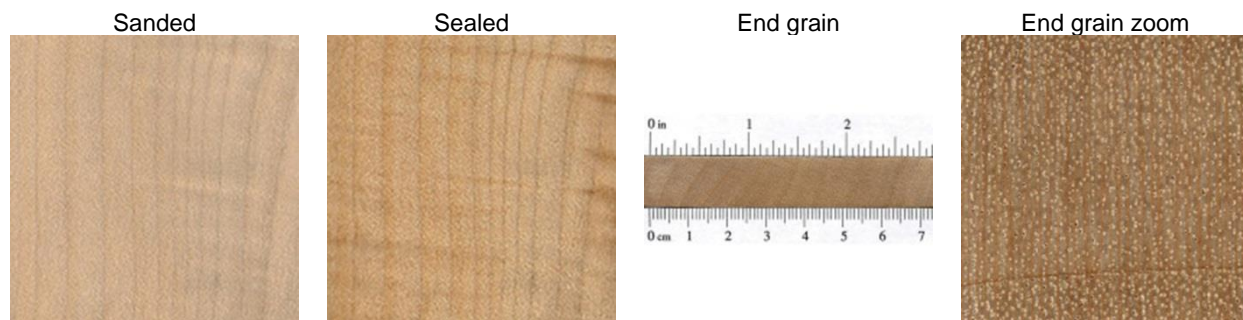 Sanded
Sealed
End grain
End grain zoom
0 in 1 2
0 cm 1 2 3 4 5 6 7